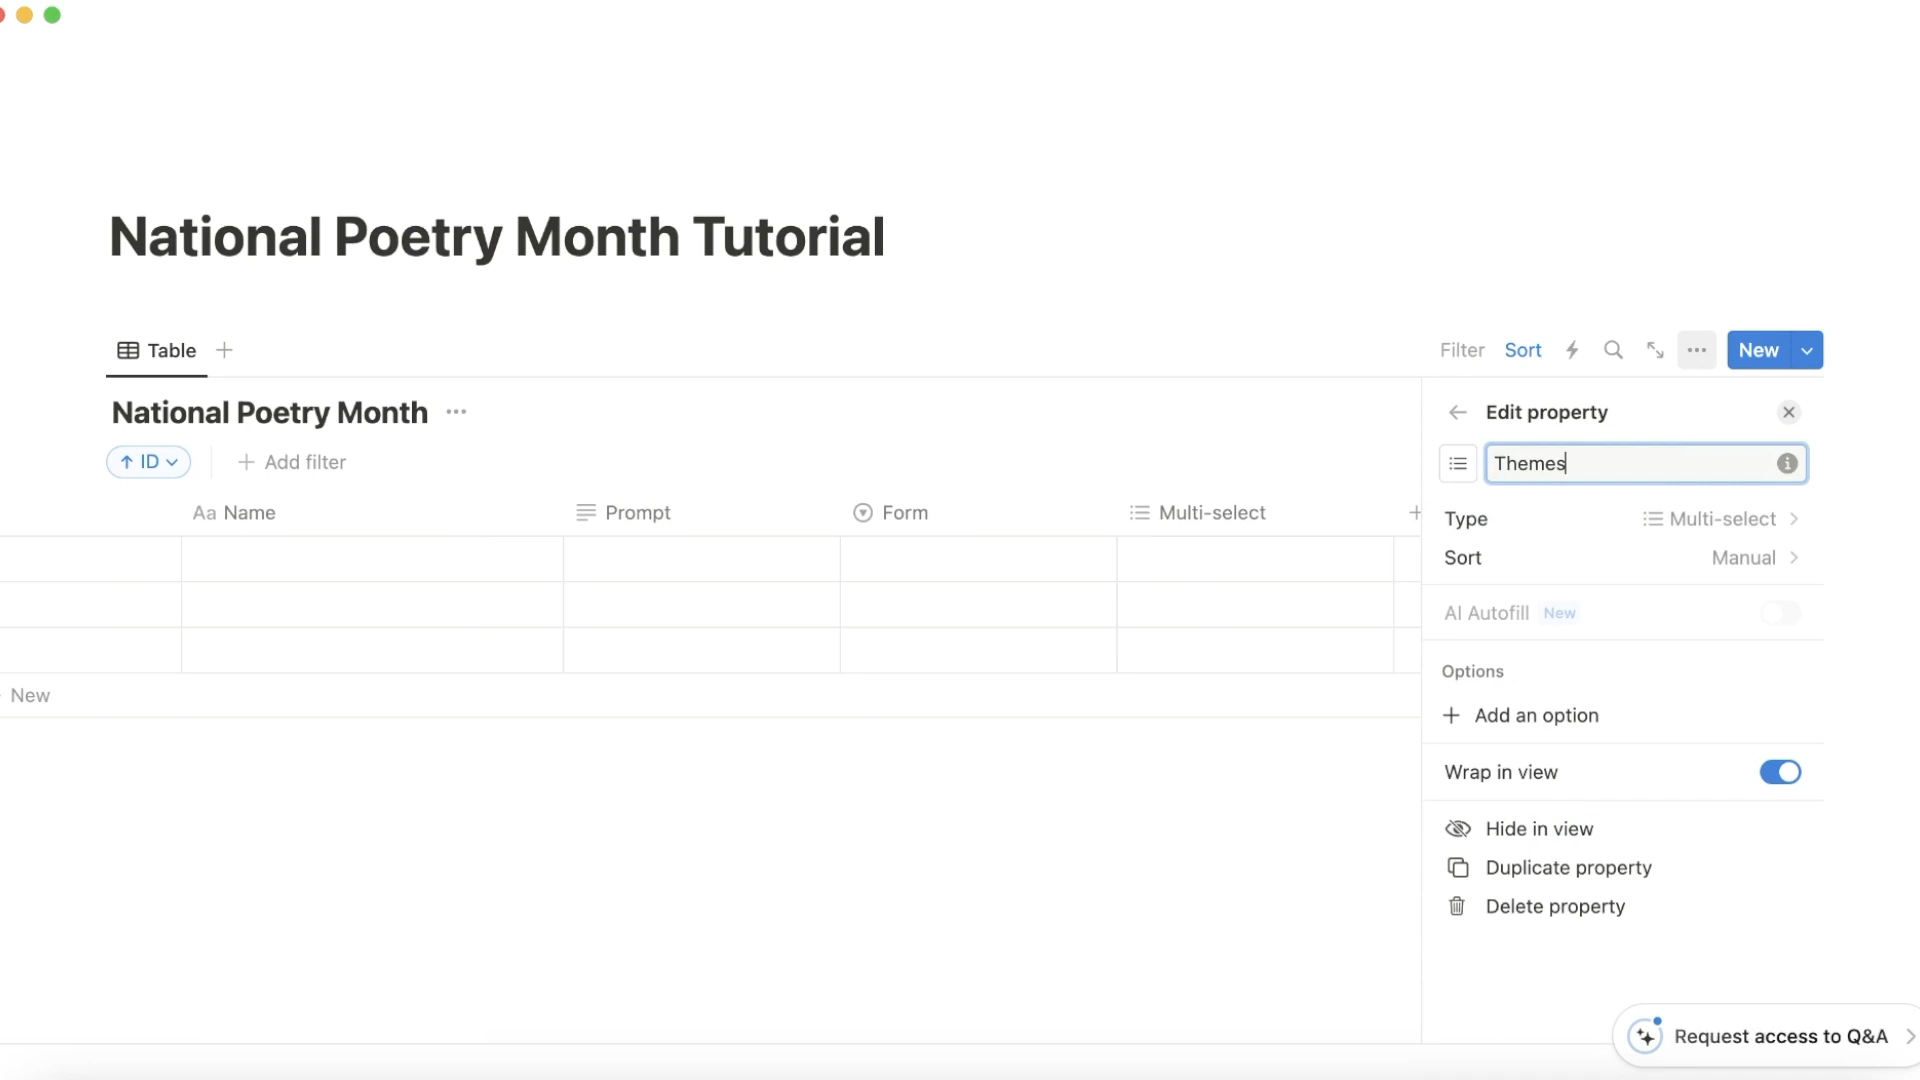 National Poetry Month Tutorial
Table
Filter Sort New
National Poetry Month
ID Add filter
Aa Name Prompt Form Multi-select
New
Edit property
Themes
Type Multi-select
Sort Manual
AI Autofill New
Options
Add an option
Wrap in view
Hide in view
Duplicate property
Delete property
Request access to Q&A